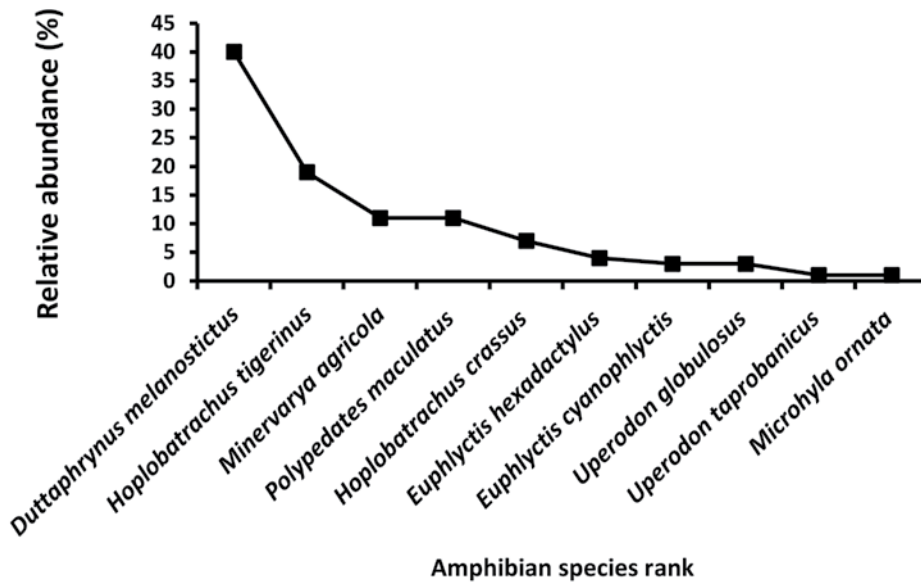 Relative abundance (%)
45
40
35
30
25
20
15
10
5
0
Duttaphrynus melanostictus
Hoplobatrachus tigerinus
Minervarya agricola
Polypedates maculatus
Hoplobatrachus crassus
Euphlyctis hexadactylus
Euphlyctis cyanophlyctis
Uperodon globulosus
Uperodon taprobanicus
Microhyla ornata
Amphibian species rank